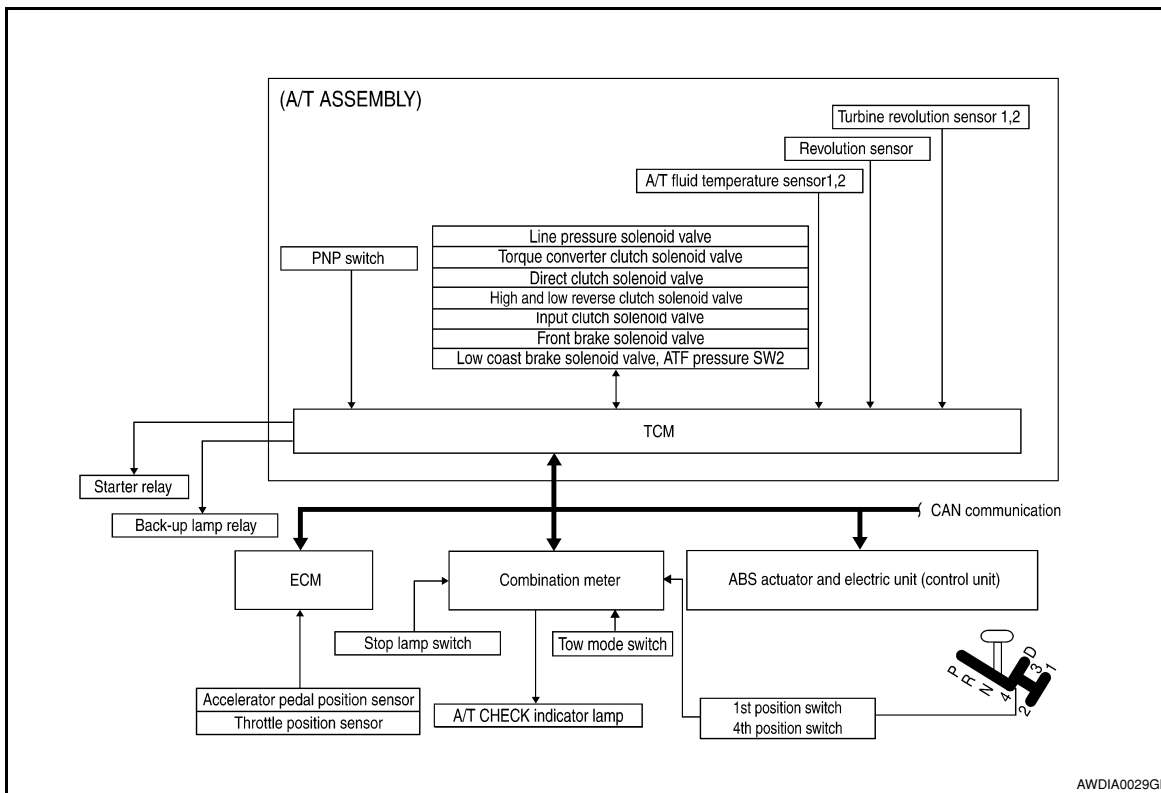 (A/T ASSEMBLY)
Turbine revolution sensor 1,2
Revolution sensor
A/T fluid temperature sensor1,2
Line pressure solenoid valve
PNP switch
Torque converter clutch solenoid valve
Direct clutch solenoid valve
High and low reverse clutch solenoid valve
Input clutch solenoid valve
Front brake solenoid valve
Low coast brake solenoid valve, ATF pressure SW2
TCM
Starter relay
Back-up lamp relay
CAN communication
ECM
Combination meter
ABS actuator and electric unit (control unit)
Stop lamp switch
Tow mode switch
Accelerator pedal position sensor
Throttle position sensor
A/T CHECK indicator lamp
1st position switch
4th position switch
P
R
N
4
D
3
1
2
AWDIA0029G